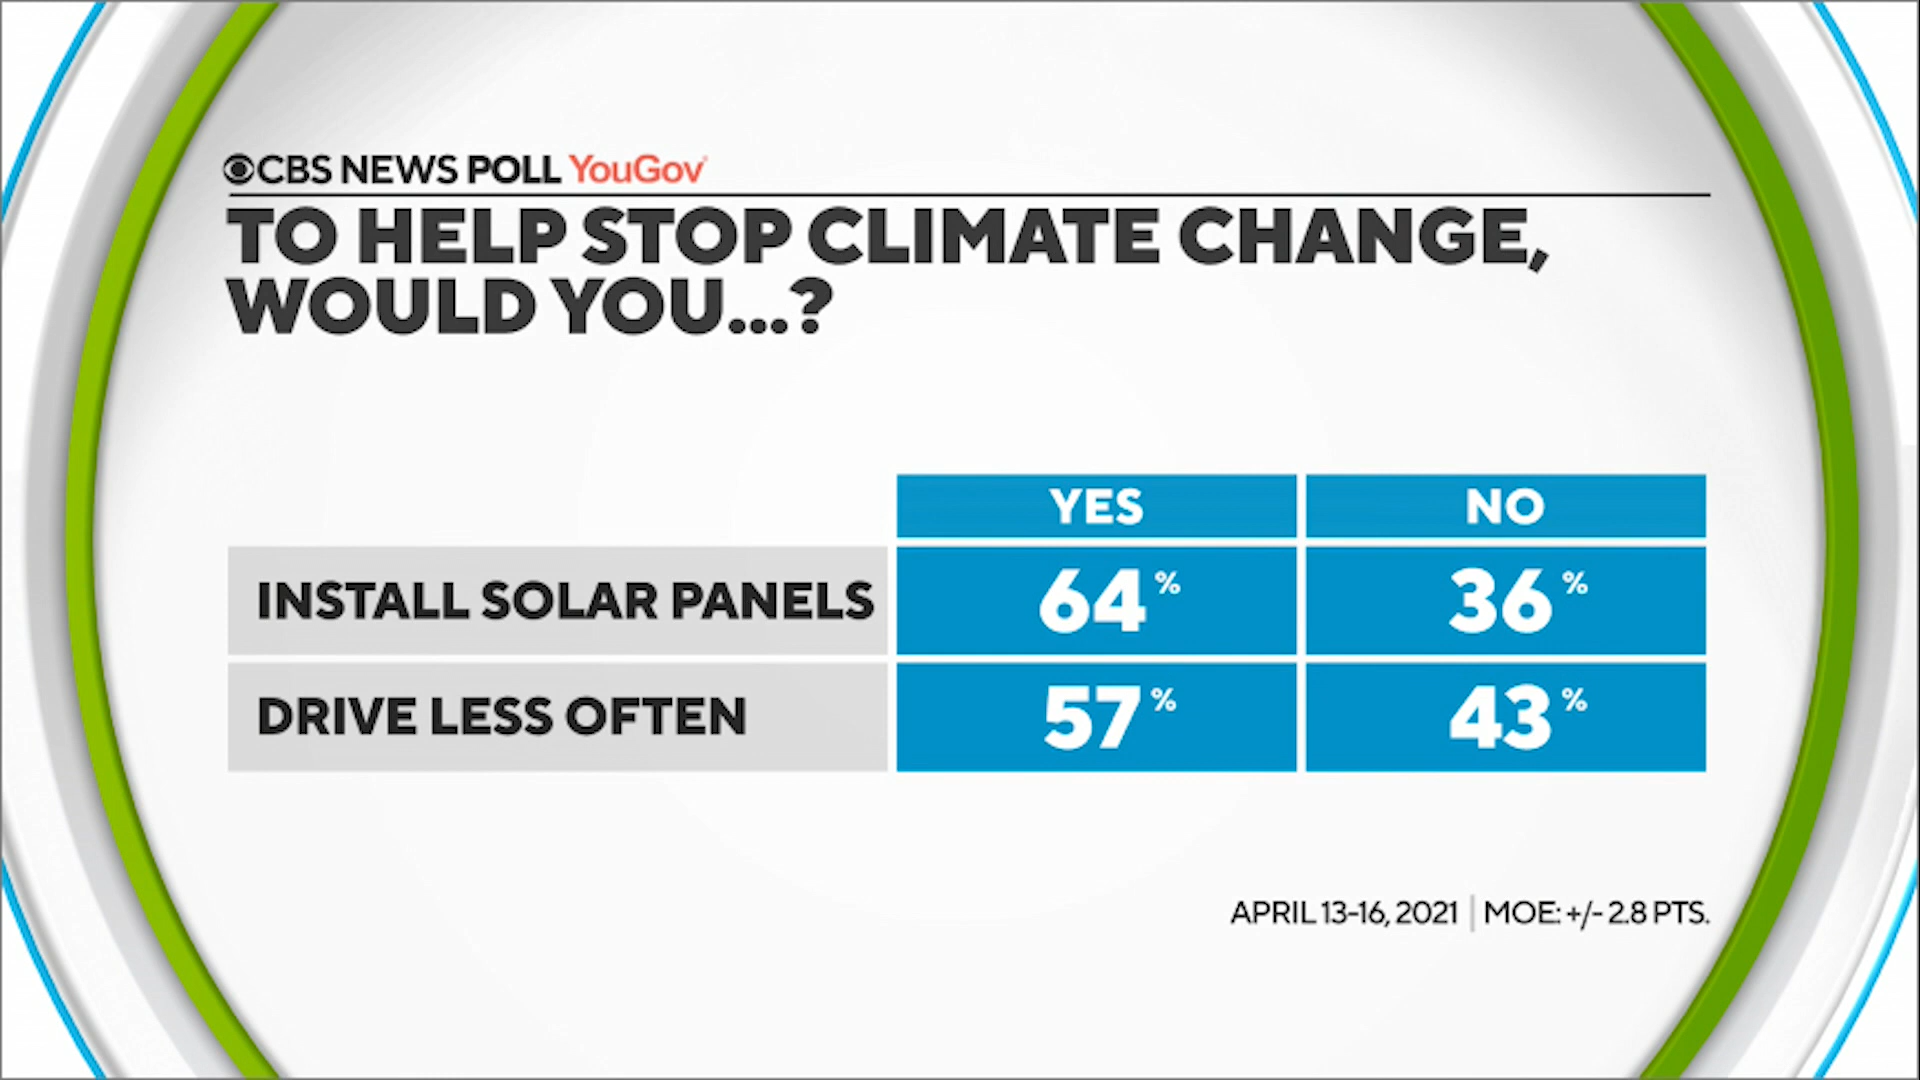 CBS NEWS POLL YouGov
TO HELP STOP CLIMATE CHANGE,
WOULD YOU...?
YES NO
INSTALL SOLAR PANELS 64% 36%
DRIVE LESS OFTEN 57% 43%
APRIL 13-16, 2021 | MOE: +/- 2.8 PTS.